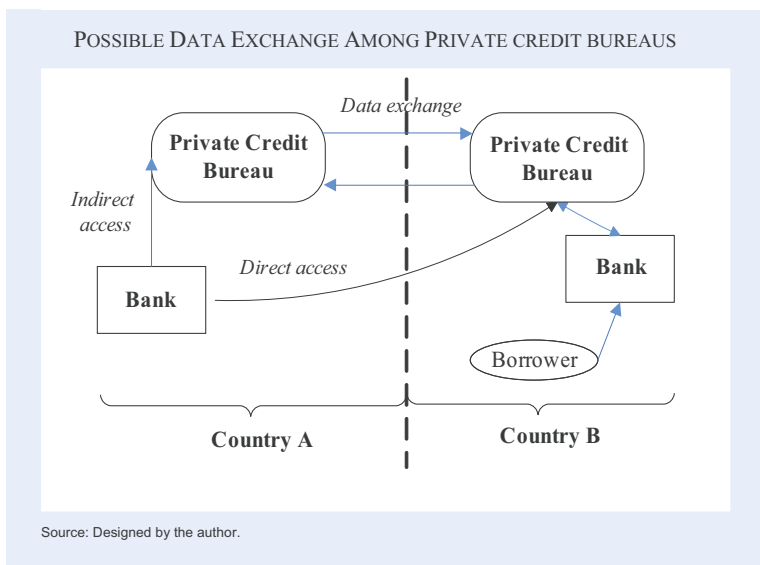 POSSIBLE DATA EXCHANGE AMONG PRIVATE CREDIT BUREAUS
Data exchange
Private Credit
Bureau
Private Credit
Bureau
Indirect
access
Direct access
Bank
Bank
Borrower
Country A
Country B
Source: Designed by the author.